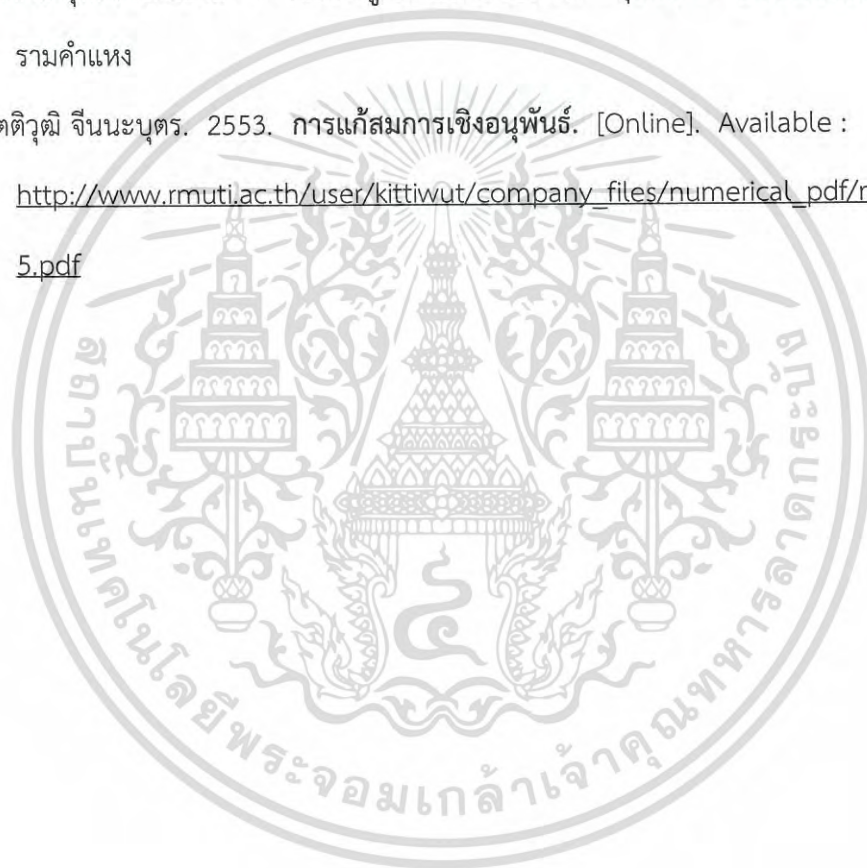 รามคำแหง
ตติวุฒิ จีนนะบุตร. 2553. การแก้สมการเชิงอนุพันธ์. [Online]. Available :
http://www.rmuti.ac.th/user/kittiwut/company_files/numerical_pdf/
5.pdf
สถาบันเทคโนโลยีพระจอมเกล้าเจ้าคุณทหารลาดกระบัง